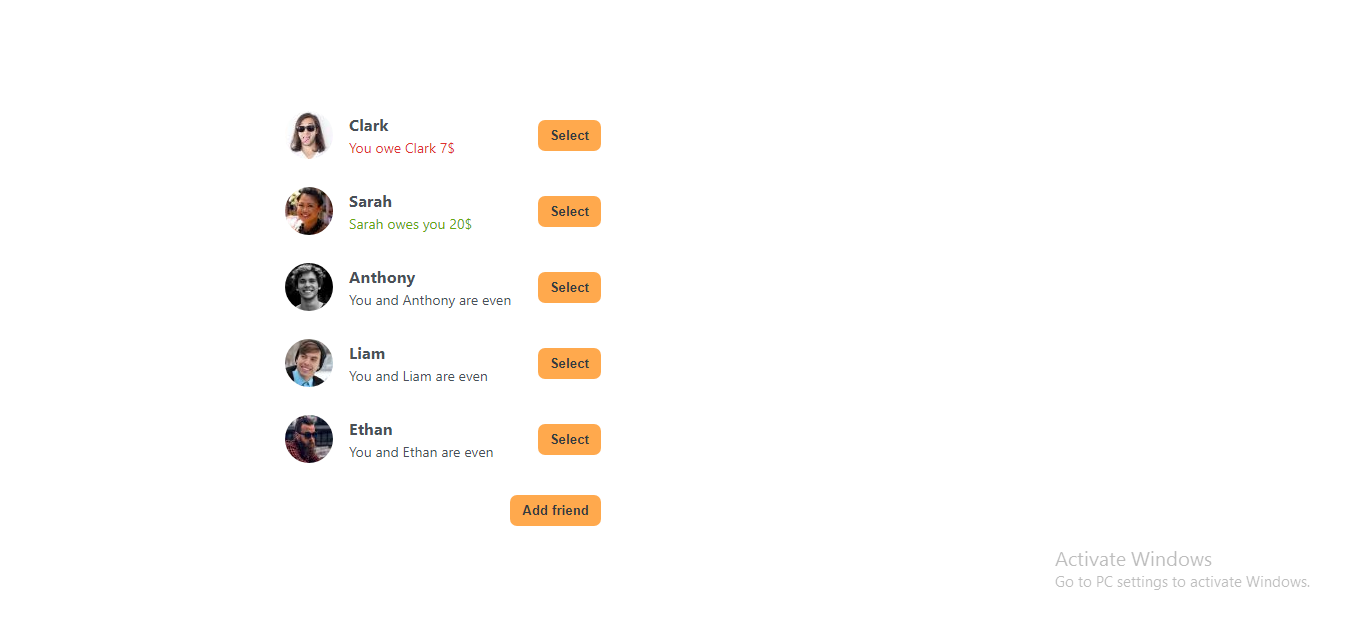 Clark
You owe Clark 7$
Select
Sarah
Sarah owes you 20$
Select
Anthony
You and Anthony are even
Select
Liam
You and Liam are even
Select
Ethan
You and Ethan are even
Select
Add friend
Activate Windows
Go to PC settings to activate Windows.